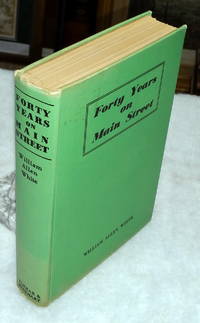 FORTY
YEARS
ON
MAIN
STREET
William
Allen
White
Forty Years
on
Main Street
WILLIAM ALLEN WHITE